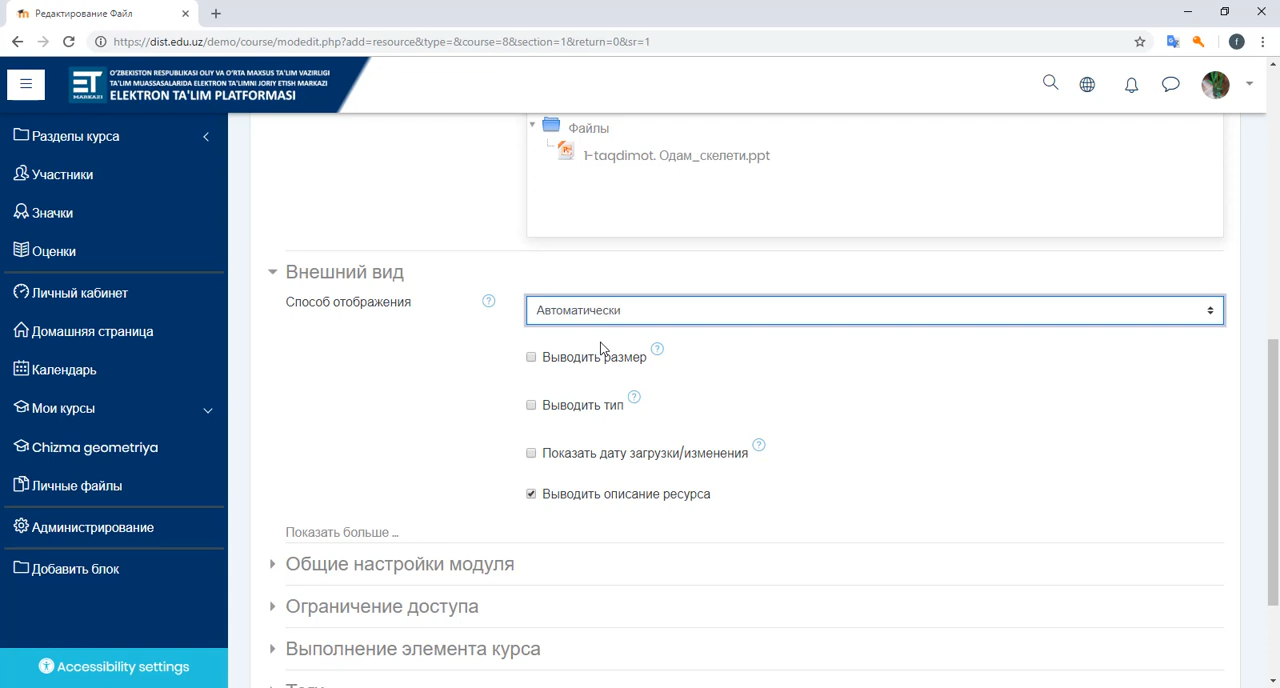 Редактирование Файл
https://dist.edu.uz/demo/course/modedit.php?add=resource&type=&course=8&section=1&return=0&sr=1
f
ET
MARKAZI
O'ZBEKISTON RESPUBLIKASI OLIY VA O'RTA MAXSUS TA'LIM VAZIRLIGI
TA'LIM MUASSASALARIDA ELEKTRON TA'LIMNI JORIY ETISH MARKAZI
ELEKTRON TA'LIM PLATFORMASI
Разделы курса
Участники
Значки
Оценки
Личный кабинет
Домашняя страница
Календарь
Мои курсы
Chizma geometriya
Личные файлы
Администрирование
Добавить блок
Accessibility settings
Файлы
1-taqdimot. Одам_скелети.ppt
Внешний вид
Способ отображения
Автоматически
Выводить размер
Выводить тип
Показать дату загрузки/изменения
Выводить описание ресурса
Показать больше ...
Общие настройки модуля
Ограничение доступа
Выполнение элемента курса